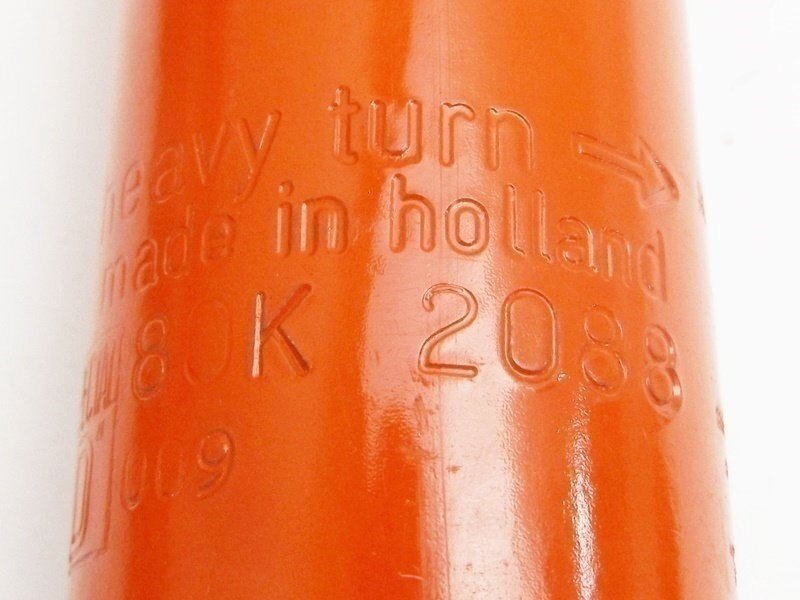 heavy turn →
made in holland
80K 2088
009